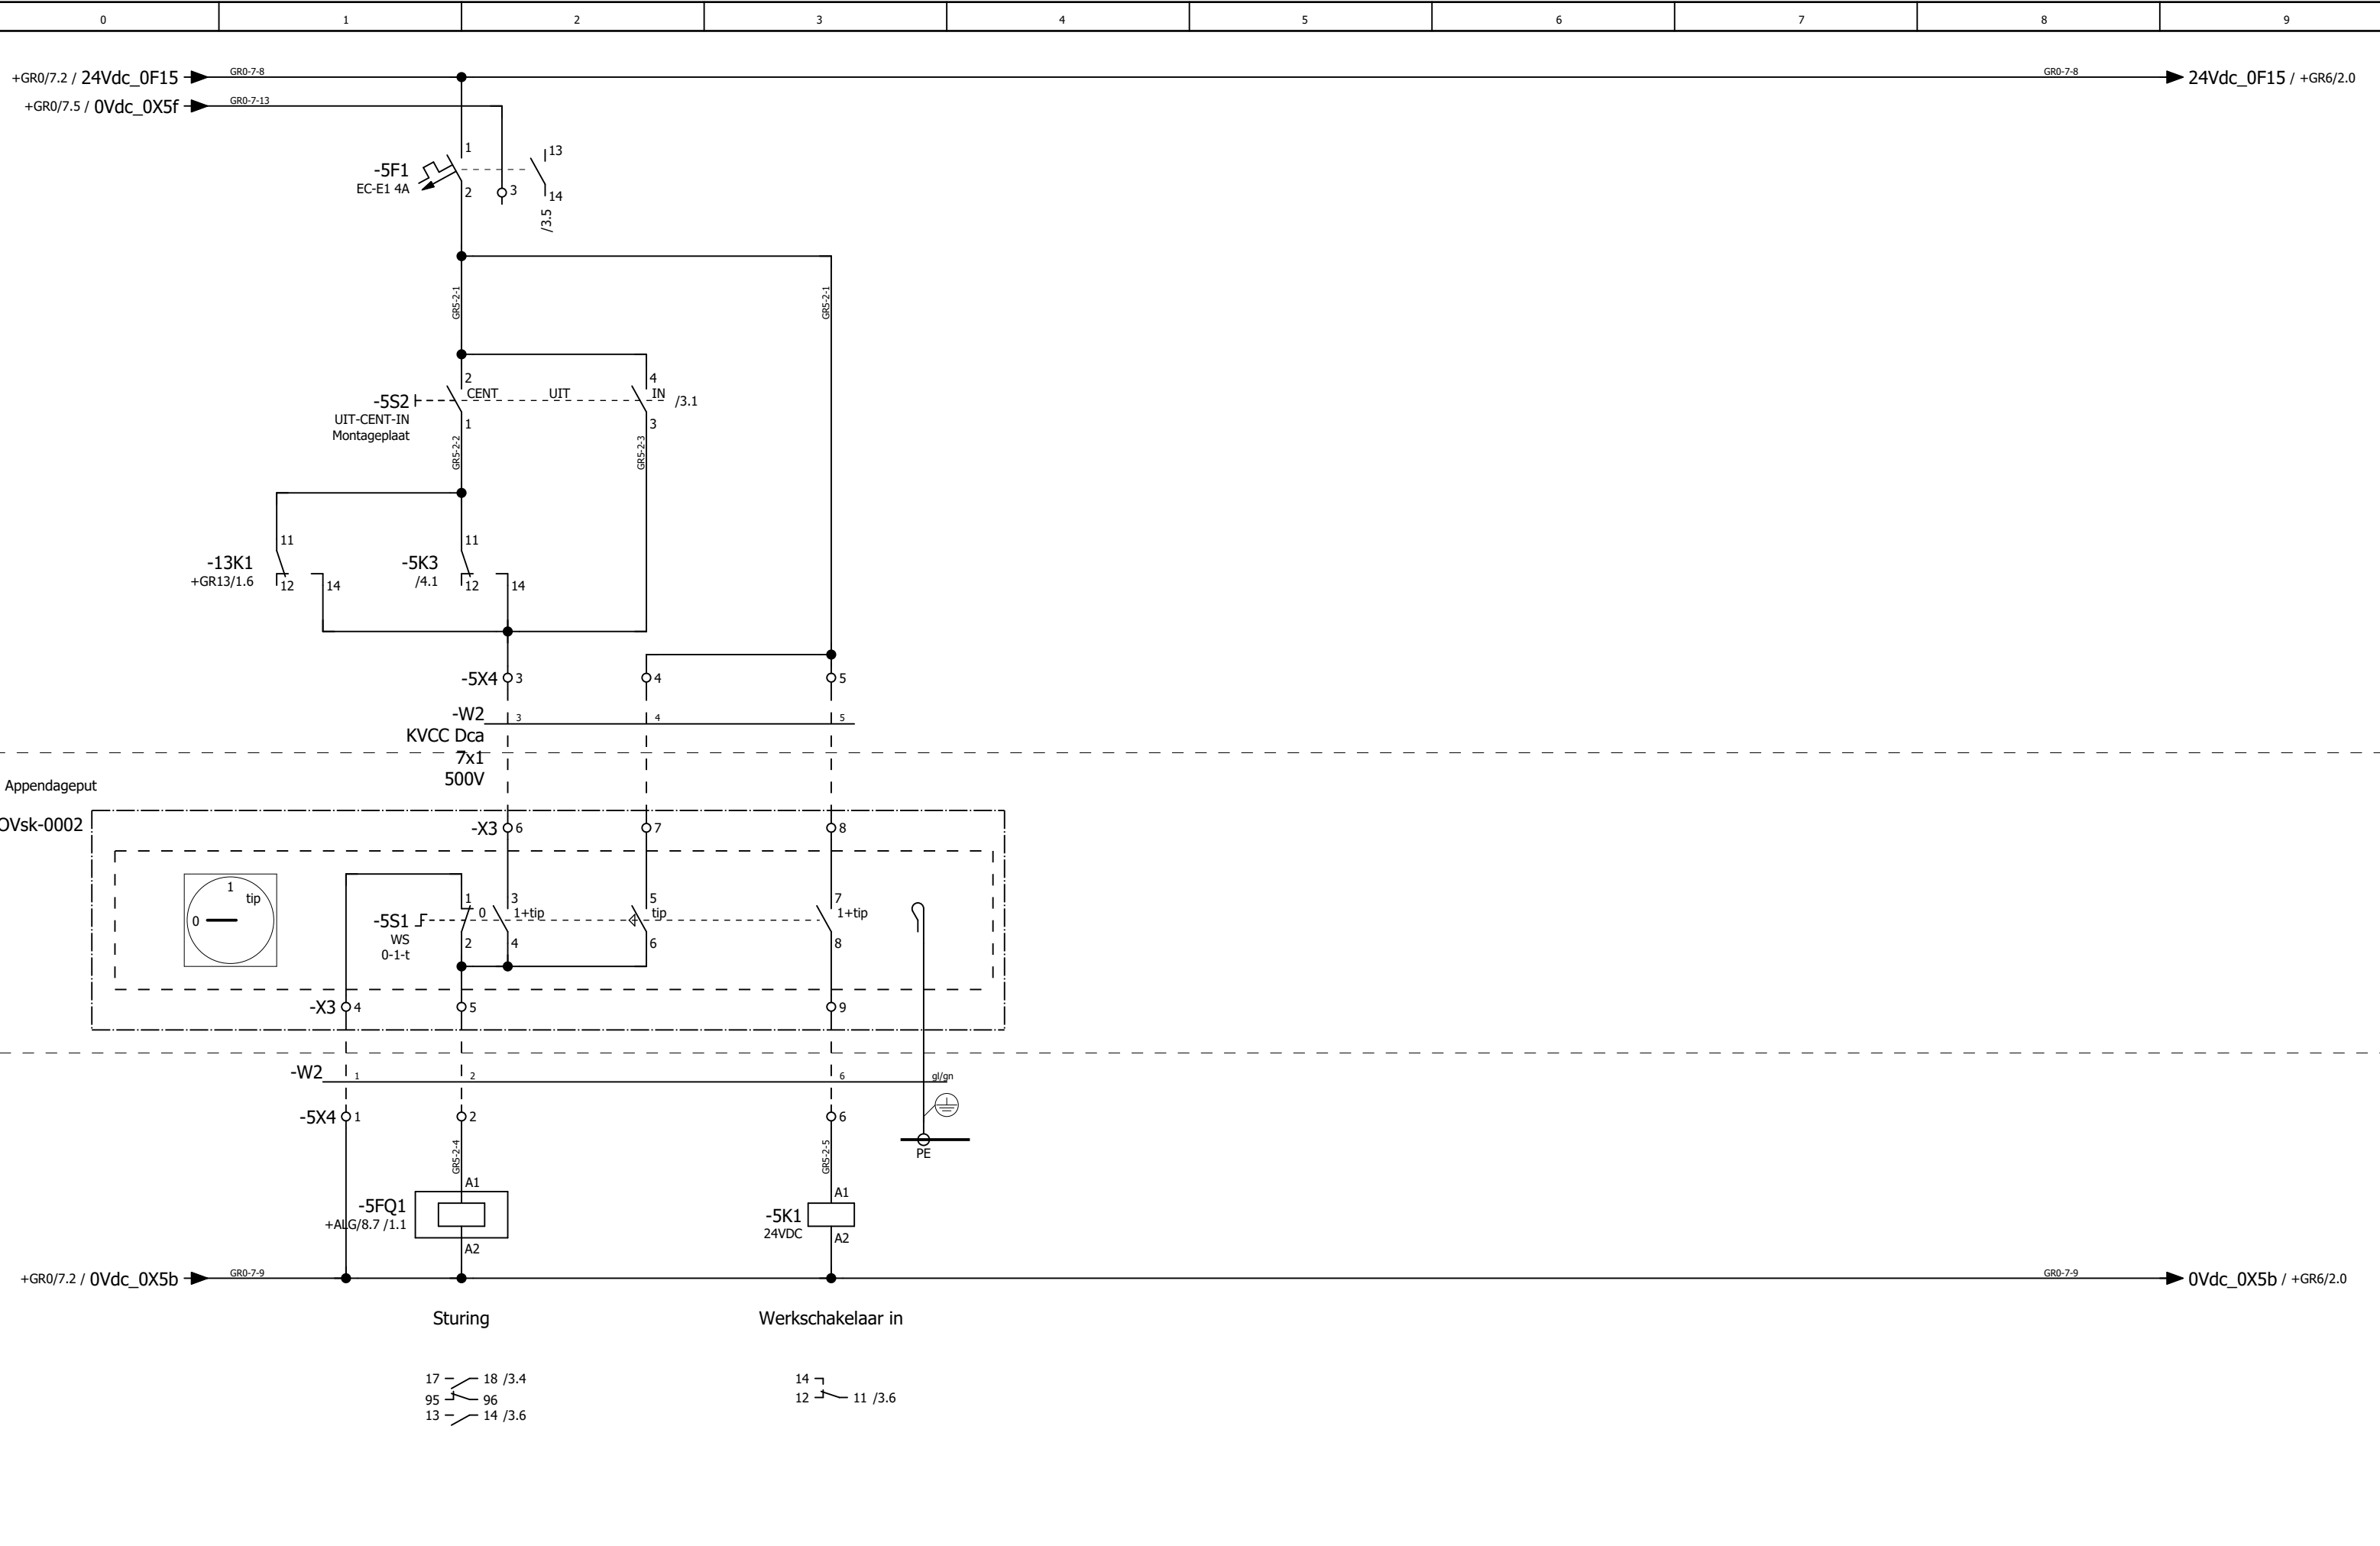 0 1 2 3 4 5 6 7 8 9
+GR0/7.2 / 24Vdc_0F15 GR0-7-8 GR0-7-8 24Vdc_0F15 / +GR6/2.0
+GR0/7.5 / 0Vdc_0X5f GR0-7-13
1 13
-5F1
EC-E1 4A
2 3 14
/3.5
GR5-2-1 GR5-2-1
2 4
CENT UIT IN
-5S2 /3.1
UIT-CENT-IN
1 3
Montageplaat
GR5-2-2 GR5-2-3
11 11
-13K1 -5K3
+GR13/1.6 /4.1
12 14 12 14
-5X4 3 4 5
-W2 3 4 5
KVCC Dca
7x1
500V
Appendageput
OVsk-0002
-X3 6 7 8
1
tip
0
1 3 5 7
0 1+tip tip 1+tip
-5S1
WS
2 4 6 8
0-1-t
-X3 4 5 9
-W2 1 2 6 gl/gn
-5X4 1 2 6
GR5-2-4 GR5-2-5
PE
A1 A1
-5FQ1 -5K1
+ALG/8.7 /1.1 24VDC
A2 A2
+GR0/7.2 / 0Vdc_0X5b GR0-7-9 GR0-7-9 0Vdc_0X5b / +GR6/2.0
Sturing Werkschakelaar in
17 18 /3.4 14
95 96 12 11 /3.6
13 14 /3.6